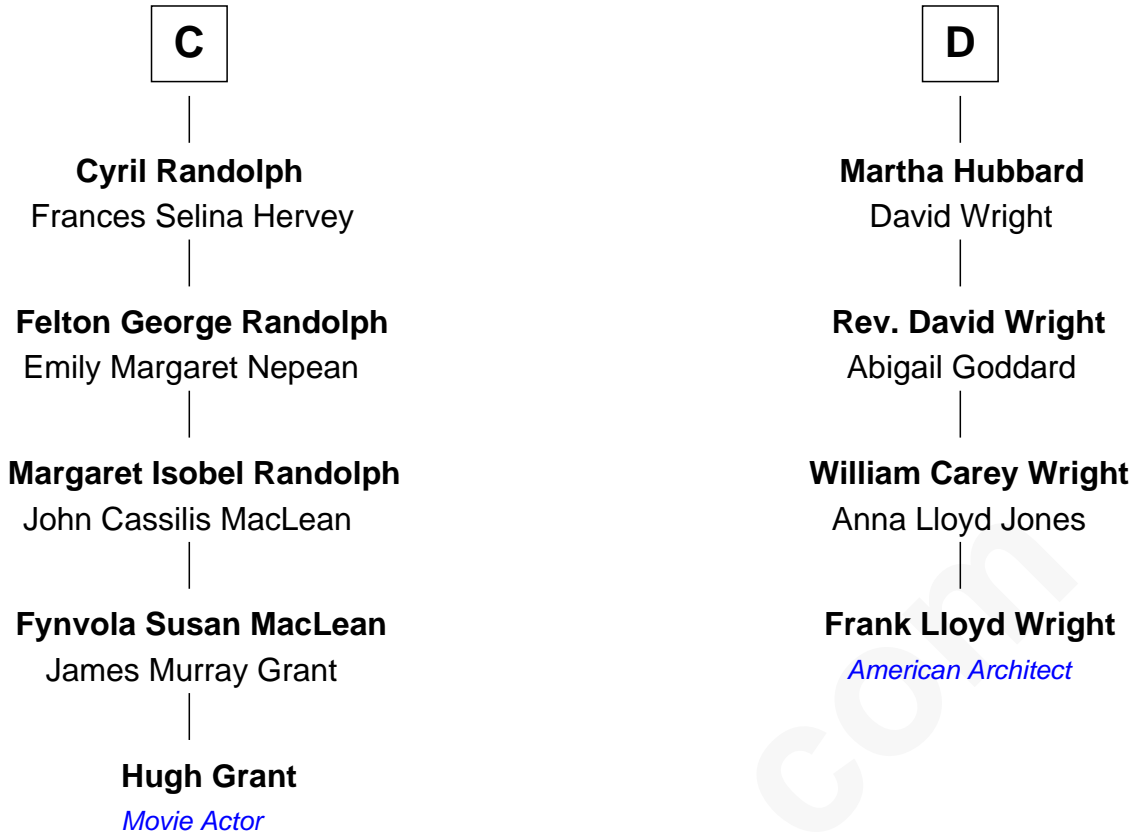 C
Cyril Randolph
Frances Selina Hervey
Felton George Randolph
Emily Margaret Nepean
Margaret Isobel Randolph
John Cassilis MacLean
Fynvola Susan MacLean
James Murray Grant
Hugh Grant
Movie Actor
D
Martha Hubbard
David Wright
Rev. David Wright
Abigail Goddard
William Carey Wright
Anna Lloyd Jones
Frank Lloyd Wright
American Architect
com